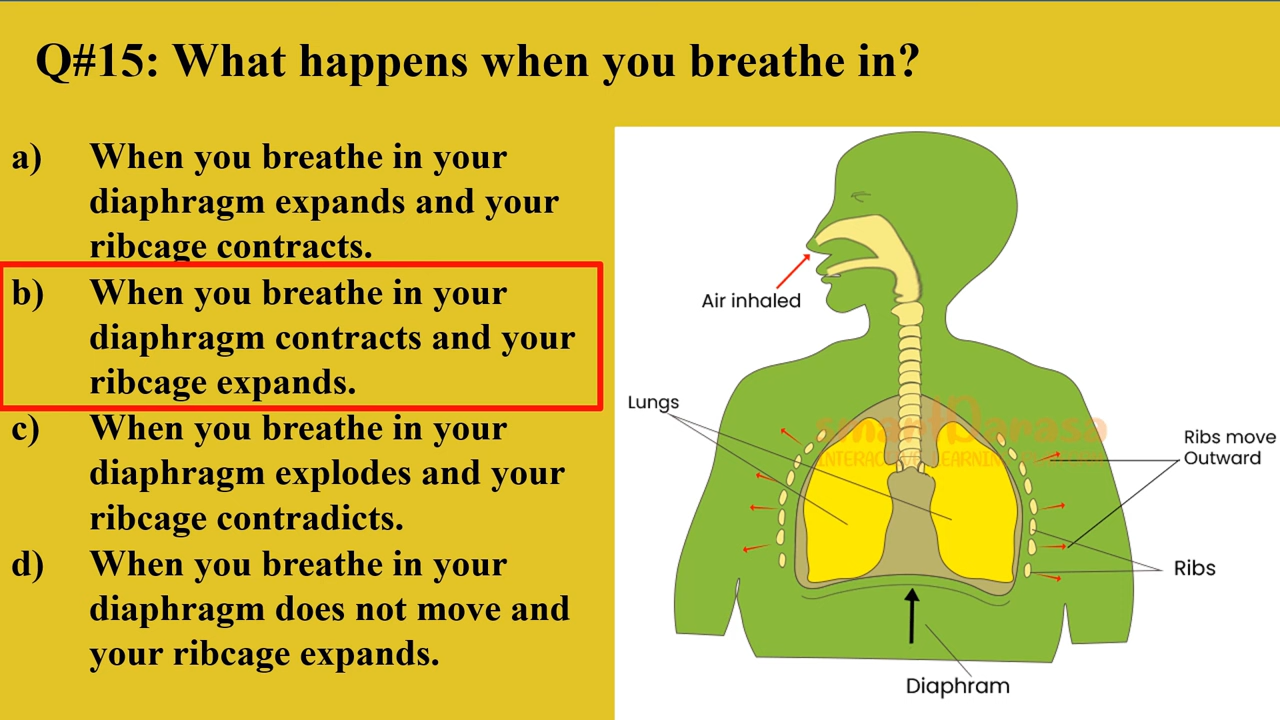 Q#15: What happens when you breathe in?
a) When you breathe in your
diaphragm expands and your
ribcage contracts.
b) When you breathe in your
diaphragm contracts and your
ribcage expands.
c) When you breathe in your
diaphragm explodes and your
ribcage contradicts.
d) When you breathe in your
diaphragm does not move and
your ribcage expands.
Air inhaled
Lungs
smartDarasa
Ribs move
Outward
Ribs
Diaphram